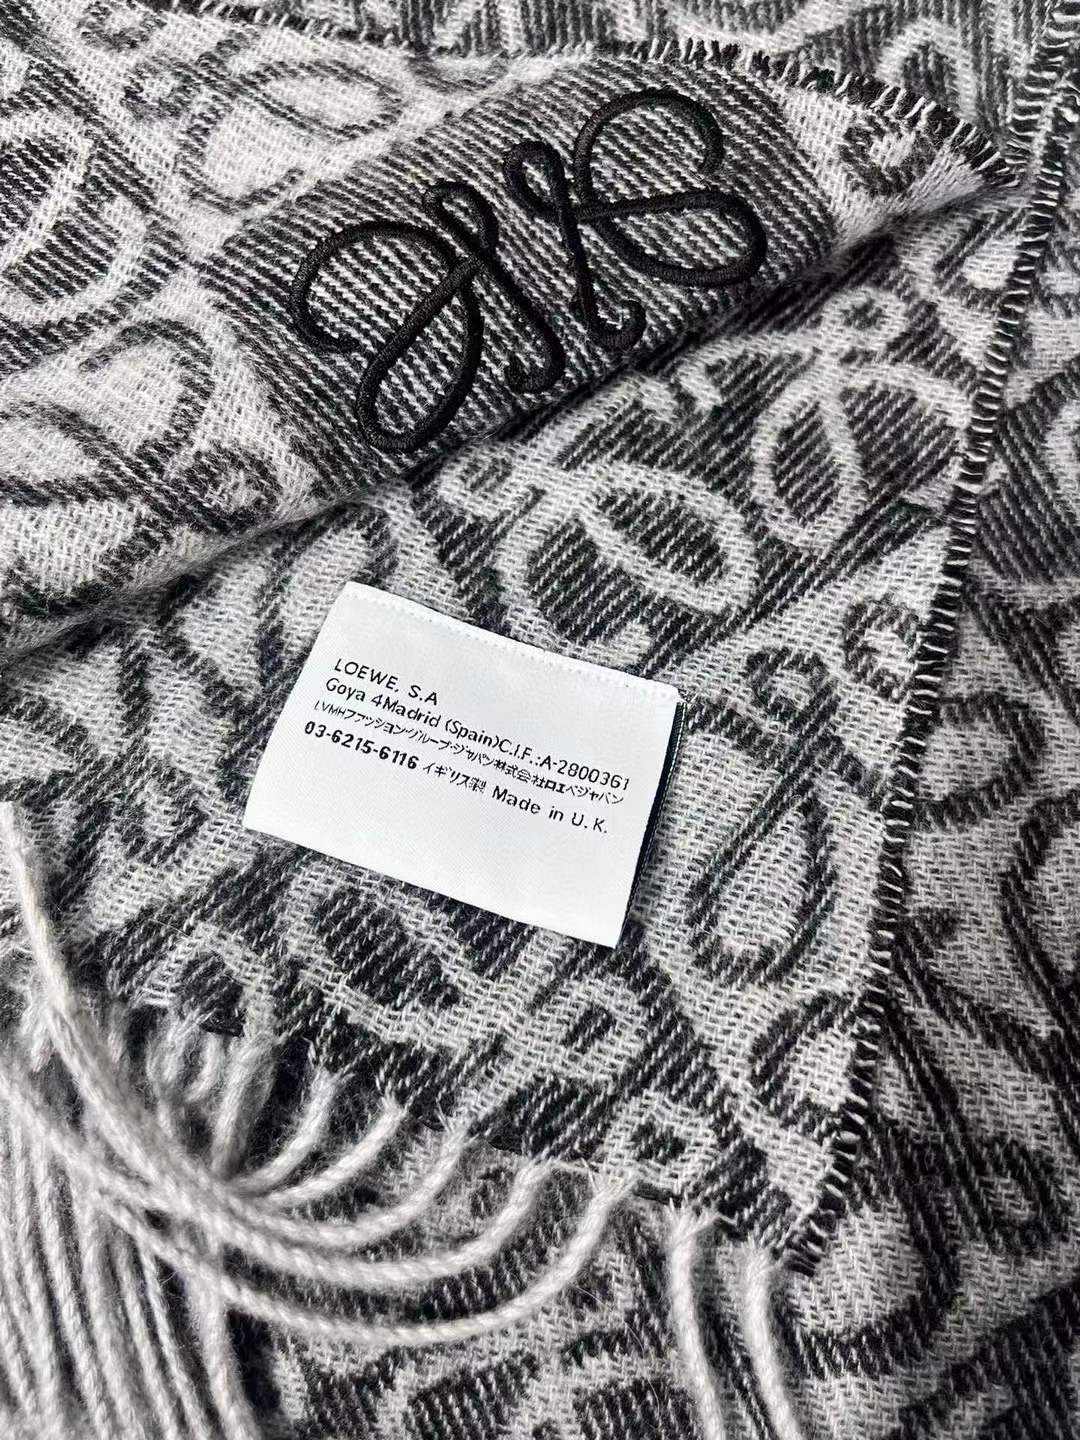 LOEWE, S.A
Goya 4Madrid (Spain)C.I.F.:A-2800361
LVMHファッション・グループ・ジャパン株式会社ロエベジャパン
03-6215-6116 イギリス製 Made in U.K.